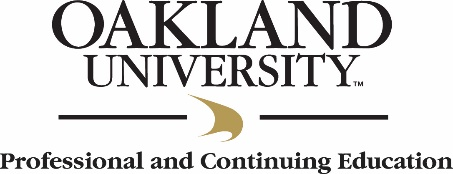 OAKLAND
UNIVERSITY™
Professional and Continuing Education